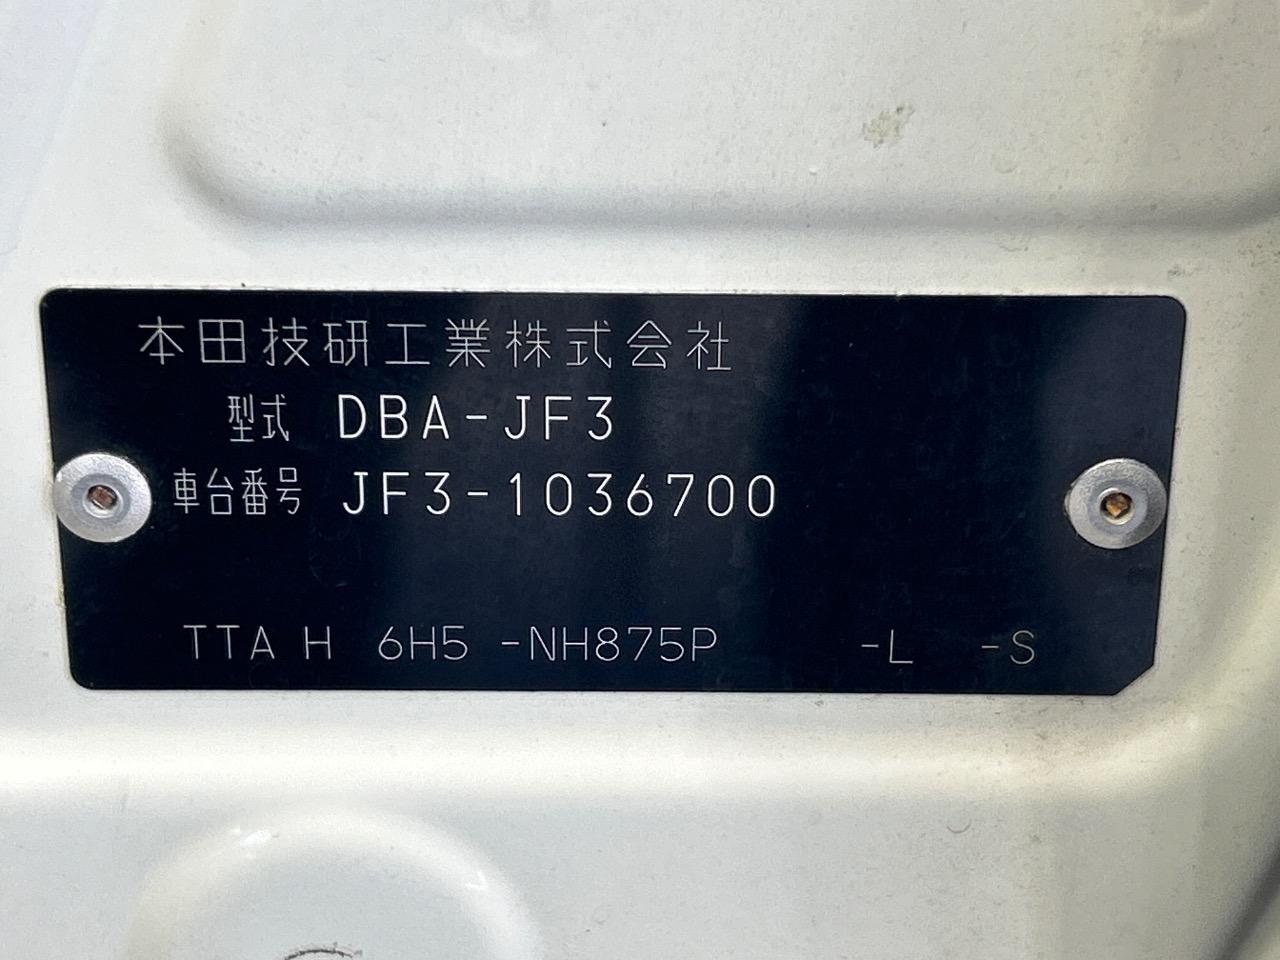 本田技研工業株式会社
型式 DBA-JF3
車台番号 JF3-1036700
TTA H 6H5 -NH875P -L -S